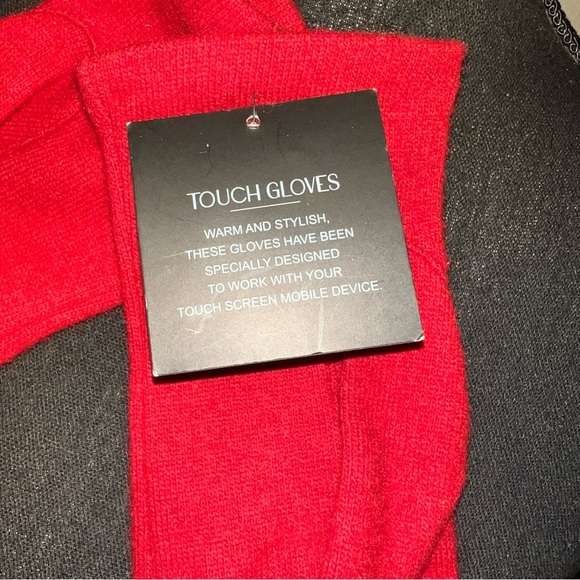 TOUCH GLOVES
WARM AND STYLISH,
THESE GLOVES HAVE BEEN
SPECIALLY DESIGNED
TO WORK WITH YOUR
TOUCH SCREEN MOBILE DEVICE.